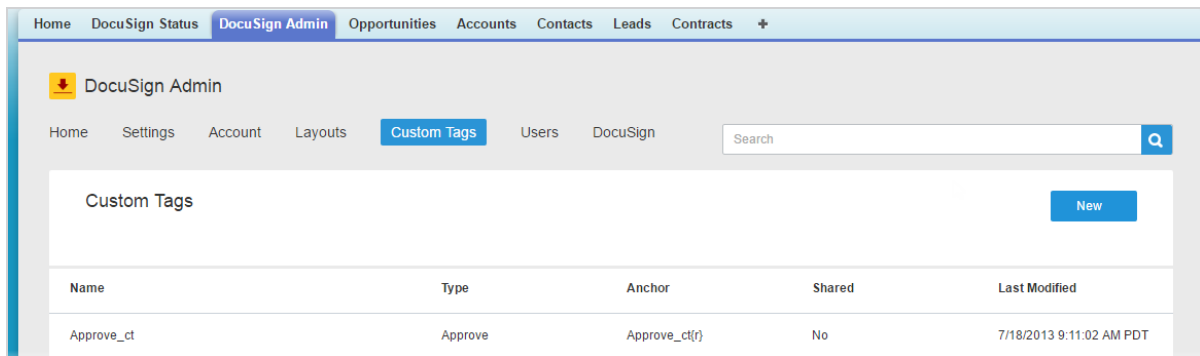 Home DocuSign Status DocuSign Admin Opportunities Accounts Contacts Leads Contracts +
DocuSign Admin
Home Settings Account Layouts Custom Tags Users DocuSign Search
Custom Tags New
Name Type Anchor Shared Last Modified
Approve_ct Approve Approve_ct{r} No 7/18/2013 9:11:02 AM PDT